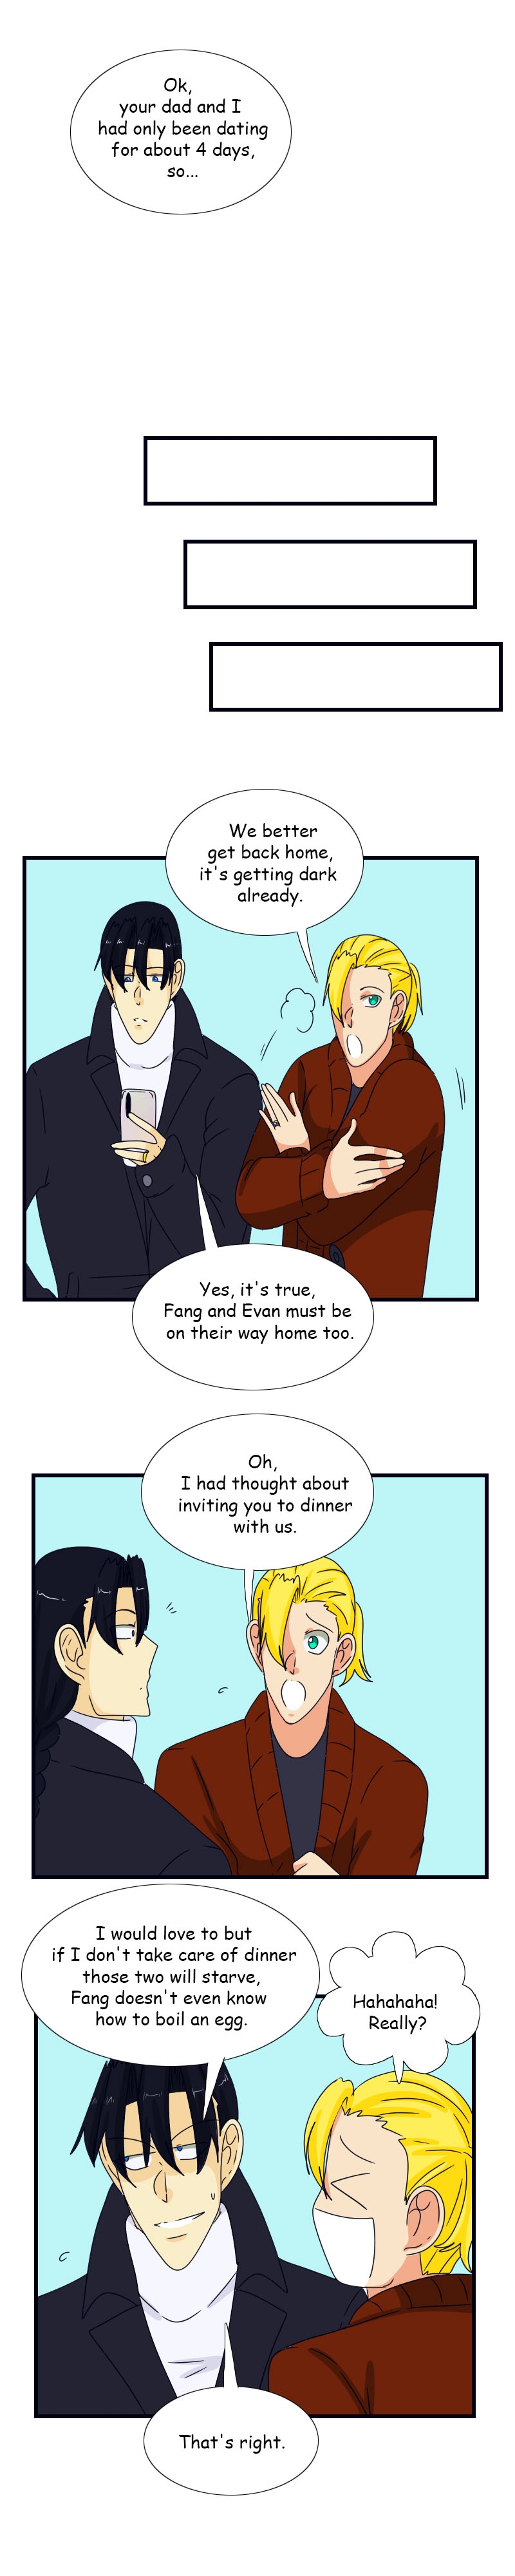 Ok,
your dad and I
had only been dating
for about 4 days,
so...
We better
get back home,
it's getting dark
already.
Yes, it's true,
Fang and Evan must be
on their way home too.
Oh,
I had thought about
inviting you to dinner
with us.
I would love to but
if I don't take care of dinner
those two will starve,
Fang doesn't even know
how to boil an egg.
Hahahaha!
Really?
That's right.